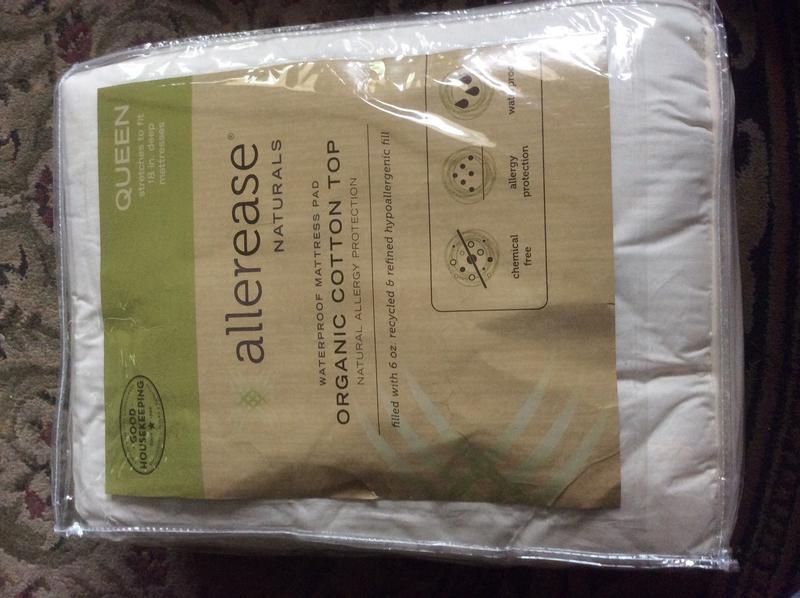 QUEEN
stretches to fit
18 in. deep
mattresses
GOOD
HOUSEKEEPING
allerease®
NATURALS
WATERPROOF MATTRESS PAD
ORGANIC COTTON TOP
NATURAL ALLERGY PROTECTION
filled with 6 oz. recycled & refined hypoallergenic fill
chemical
free
allergy
protection
waterproof